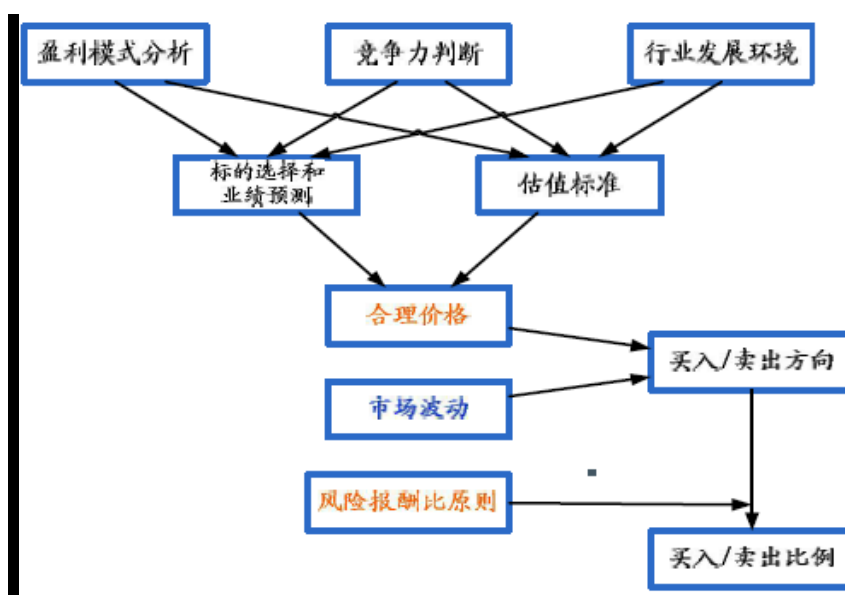 盈利模式分析
竞争力判断
行业发展环境
标的选择和
业绩预测
估值标准
合理价格
买入/卖出方向
市场波动
风险报酬比原则
买入/卖出比例